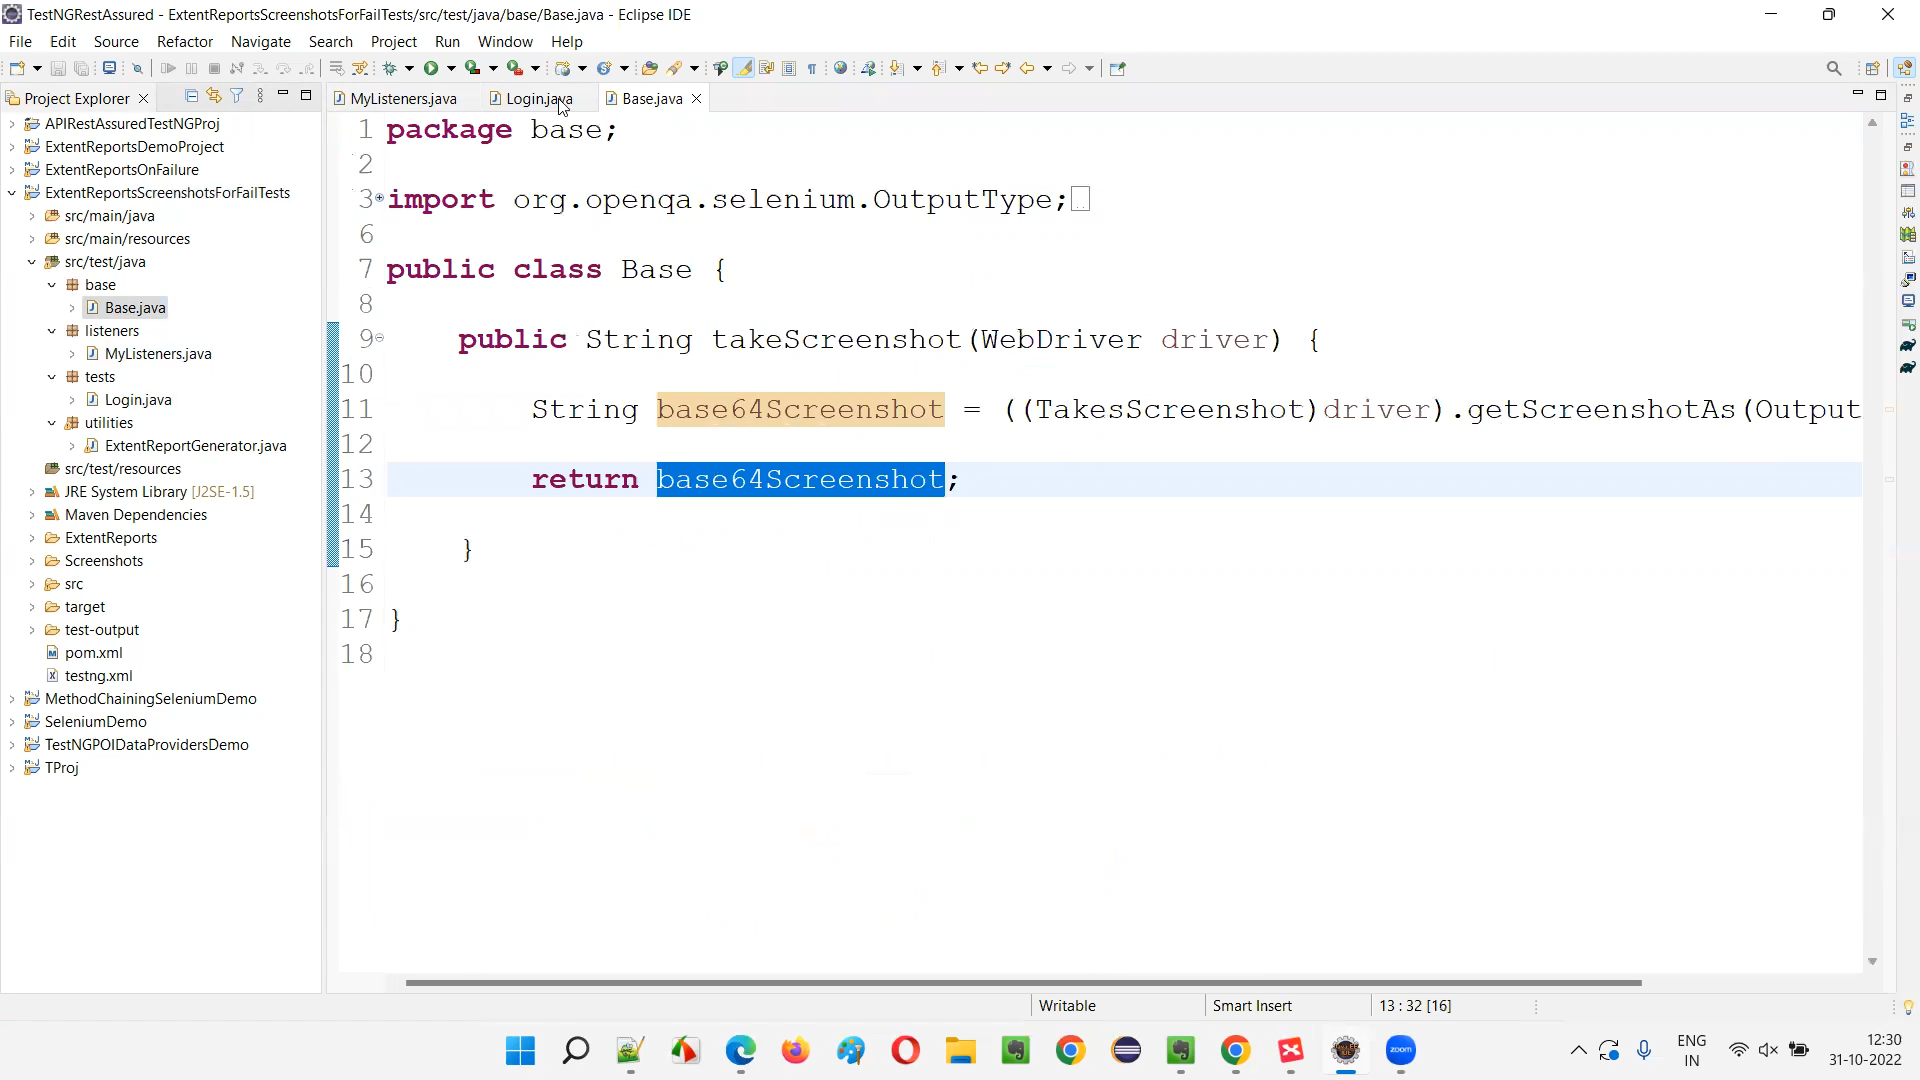 TestNGRestAssured - ExtentReportsScreenshotsForFailTests/src/test/java/base/Base.java - Eclipse IDE
File Edit Source Refactor Navigate Search Project Run Window Help
Project Explorer
MyListeners.java Login.java Base.java
APIRestAssuredTestNGProj
ExtentReportsDemoProject
ExtentReportsOnFailure
ExtentReportsScreenshotsForFailTests
src/main/java
src/main/resources
src/test/java
base
Base.java
listeners
MyListeners.java
tests
Login.java
utilities
ExtentReportGenerator.java
src/test/resources
JRE System Library [J2SE-1.5]
Maven Dependencies
ExtentReports
Screenshots
src
target
test-output
pom.xml
testng.xml
MethodChainingSeleniumDemo
SeleniumDemo
TestNGPOIDataProvidersDemo
TProj
1 package base;
2
3 import org.openqa.selenium.OutputType;
6
7 public class Base {
8
9 public String takeScreenshot(WebDriver driver) {
10
11 String base64Screenshot = ((TakesScreenshot)driver).getScreenshotAs(Output
12
13 return base64Screenshot;
14
15 }
16
17 }
18
Writable Smart Insert 13 : 32 [16]
zoom
ENG
IN
12:30
31-10-2022